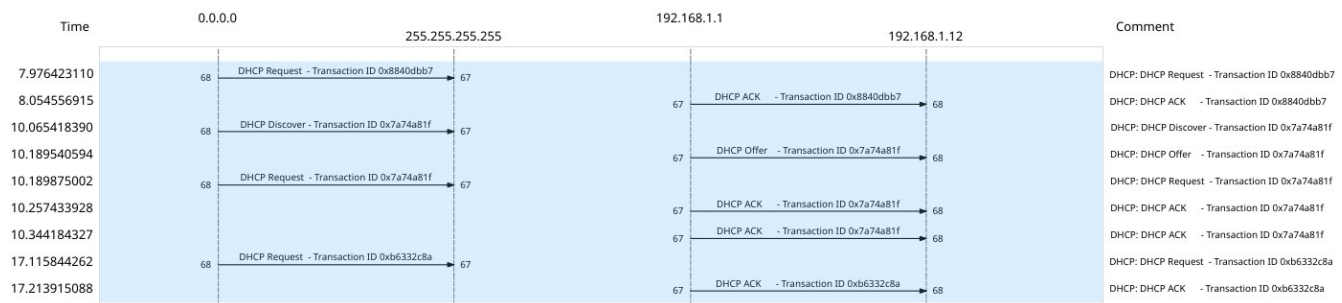 0.0.0.0 192.168.1.1
Time 255.255.255.255 192.168.1.12 Comment
7.976423110 68 DHCP Request - Transaction ID 0x8840dbb7 67 DHCP: DHCP Request - Transaction ID 0x8840dbb7
8.054556915 67 DHCP ACK - Transaction ID 0x8840dbb7 68 DHCP: DHCP ACK - Transaction ID 0x8840dbb7
10.065418390 68 DHCP Discover - Transaction ID 0x7a74a81f 67 DHCP: DHCP Discover - Transaction ID 0x7a74a81f
10.189540594 67 DHCP Offer - Transaction ID 0x7a74a81f 68 DHCP: DHCP Offer - Transaction ID 0x7a74a81f
10.189875002 68 DHCP Request - Transaction ID 0x7a74a81f 67 DHCP: DHCP Request - Transaction ID 0x7a74a81f
10.257433928 67 DHCP ACK - Transaction ID 0x7a74a81f 68 DHCP: DHCP ACK - Transaction ID 0x7a74a81f
10.344184327 67 DHCP ACK - Transaction ID 0x7a74a81f 68 DHCP: DHCP ACK - Transaction ID 0x7a74a81f
17.115844262 68 DHCP Request - Transaction ID 0xb6332c8a 67 DHCP: DHCP Request - Transaction ID 0xb6332c8a
17.213915088 67 DHCP ACK - Transaction ID 0xb6332c8a 68 DHCP: DHCP ACK - Transaction ID 0xb6332c8a